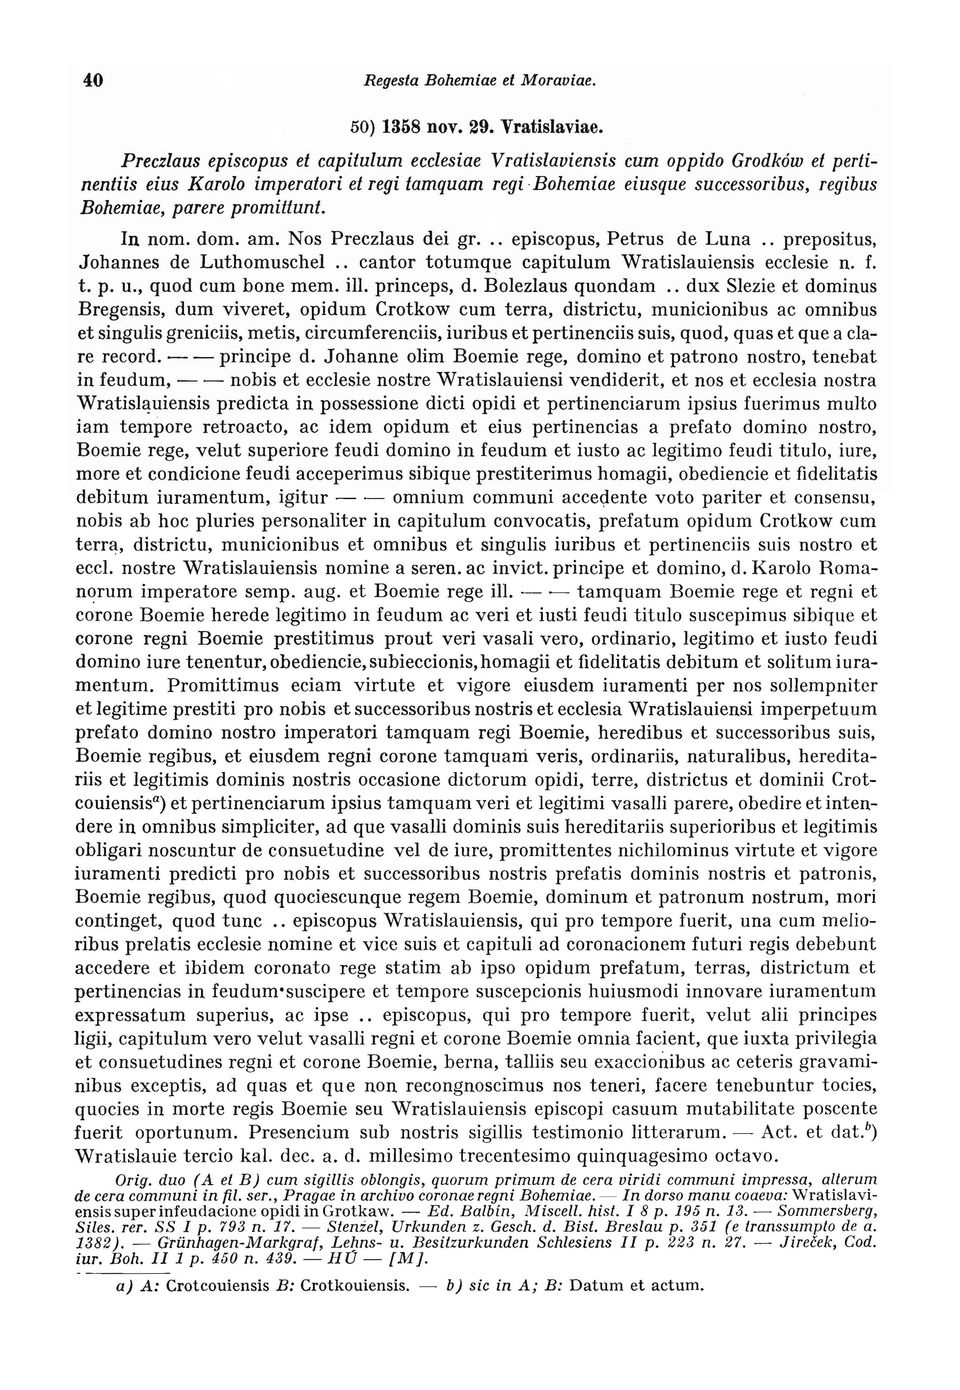 40 Regesta Bohemiae et Moraviae.
50) 1358 nov. 29. Vratislaviae.
Preczlaus episcopus et capitulum ecclesiae Vratislaviensis cum oppido Grodków et perti-
nentiis eius Karolo imperatori et regi tamquam regi Bohemiae eiusque successoribus, regibus
Bohemiae, parere promittunt.
In nom. dom. am. Nos Preczlaus dei gr. .. episcopus, Petrus de Luna .. prepositus,
Johannes de Luthomuschel .. cantor totumque capitulum Wratislauiensis ecclesie n. f.
t. p. u., quod cum bone mem. ill. princeps, d. Bolezlaus quondam .. dux Slezie et dominus
Bregensis, dum viveret, opidum Crotkow cum terra, districtu, municionibus ac omnibus
et singulis greniciis, metis, circumferenciis, iuribus et pertinenciis suis, quod, quas et que a cla-
re record. — — principe d. Johanne olim Boemie rege, domino et patrono nostro, tenebat
in feudum, — — nobis et ecclesie nostre Wratislauiensi vendiderit, et nos et ecclesia nostra
Wratislauiensis predicta in possessione dicti opidi et pertinenciarum ipsius fuerimus multo
iam tempore retroacto, ac idem opidum et eius pertinencias a prefato domino nostro,
Boemie rege, velut superiore feudi domino in feudum et iusto ac legitimo feudi titulo, iure,
more et condicione feudi acceperimus sibique prestiterimus homagii, obediencie et fidelitatis
debitum iuramentum, igitur — — omnium communi accedente voto pariter et consensu,
nobis ab hoc pluries personaliter in capitulum convocatis, prefatum opidum Crotkow cum
terra, districtu, municionibus et omnibus et singulis iuribus et pertinenciis suis nostro et
eccl. nostre Wratislauiensis nomine a seren. ac invict. principe et domino, d. Karolo Roma-
norum imperatore semp. aug. et Boemie rege ill. — — tamquam Boemie rege et regni et
corone Boemie herede legitimo in feudum ac veri et iusti feudi titulo suscepimus sibique et
corone regni Boemie prestitimus prout veri vasali vero, ordinario, legitimo et iusto feudi
domino iure tenentur, obediencie, subieccionis, homagii et fidelitatis debitum et solitum iura-
mentum. Promittimus eciam virtute et vigore eiusdem iuramenti per nos sollempniter
et legitime prestiti pro nobis et successoribus nostris et ecclesia Wratislauiensi imperpetuum
prefato domino nostro imperatori tamquam regi Boemie, heredibus et successoribus suis,
Boemie regibus, et eiusdem regni corone tamquam veris, ordinariis, naturalibus, heredita-
riis et legitimis dominis nostris occasione dictorum opidi, terre, districtus et dominii Crot-
couiensis a) et pertinenciarum ipsius tamquam veri et legitimi vasalli parere, obedire et inten-
dere in omnibus simpliciter, ad que vasalli dominis suis hereditariis superioribus et legitimis
obligari noscuntur de consuetudine vel de iure, promittentes nichilominus virtute et vigore
iuramenti predicti pro nobis et successoribus nostris prefatis dominis nostris et patronis,
Boemie regibus, quod quociescunque regem Boemie, dominum et patronum nostrum, mori
continget, quod tunc .. episcopus Wratislauiensis, qui pro tempore fuerit, una cum melio-
ribus prelatis ecclesie nomine et vice suis et capituli ad coronacionem futuri regis debebunt
accedere et ibidem coronato rege statim ab ipso opidum prefatum, terras, districtum et
pertinencias in feudum suscipere et tempore suscepcionis huiusmodi innovare iuramentum
expressatum superius, ac ipse .. episcopus, qui pro tempore fuerit, velut alii principes
ligii, capitulum vero velut vasalli regni et corone Boemie omnia facient, que iuxta privilegia
et consuetudines regni et corone Boemie, berna, talliis seu exaccionibus ac ceteris gravami-
nibus exceptis, ad quas et que non recongnoscimus nos teneri, facere tenebuntur tocies,
quocies in morte regis Boemie seu Wratislauiensis episcopi casuum mutabilitate poscente
fuerit oportunum. Presencium sub nostris sigillis testimonio litterarum. — Act. et dat. b)
Wratislauie tercio kal. dec. a. d. millesimo trecentesimo quinquagesimo octavo.
Orig. duo (A et B) cum sigillis oblongis, quorum primum de cera viridi communi impressa, alterum
de cera communi in fil. ser., Pragae in archivo coronae regni Bohemiae. — In dorso manu coaeva: Wratislavi-
ensis super infeudacione opidi in Grotkaw. — Ed. Balbín, Miscell. hist. I 8 p. 195 n. 13. — Sommersberg,
Siles. rer. SS I p. 793 n. 17. — Stenzel, Urkunden z. Gesch. d. Bist. Breslau p. 351 (e transsumpto de a.
1382). — Grünhagen-Markgraf, Lehns- u. Besitzurkunden Schlesiens II p. 223 n. 27. — Jireček, Cod.
iur. Boh. II 1 p. 450 n. 439. — HÚ — [M].
a) A: Crotcouiensis B: Crotkouiensis. — b) sic in A; B: Datum et actum.